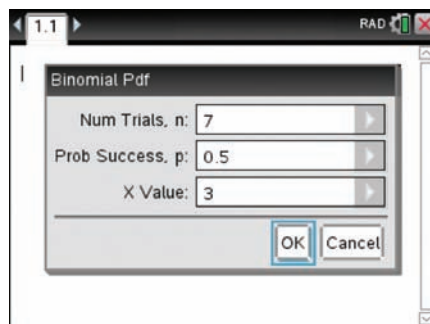 1.1 RAD
Binomial Pdf
Num Trials, n: 7
Prob Success, p: 0.5
X Value: 3
OK Cancel